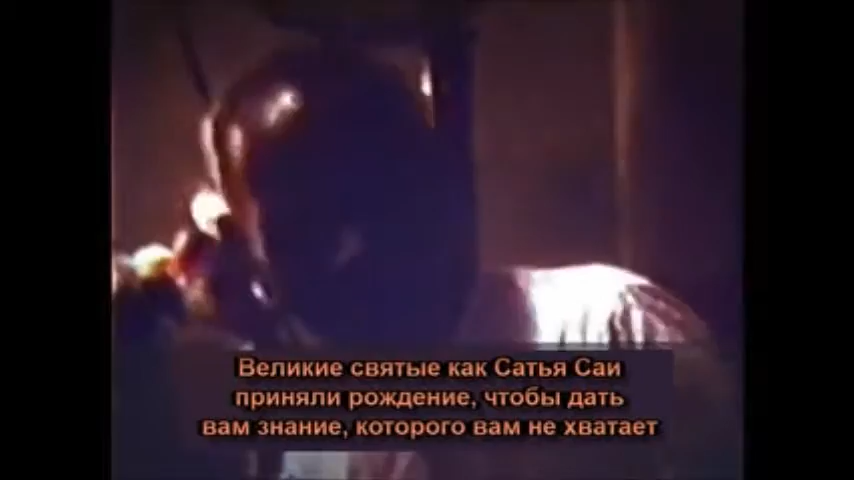 Великие святые как Сатья Саи
приняли рождение, чтобы дать
вам знание, которого вам не хватает